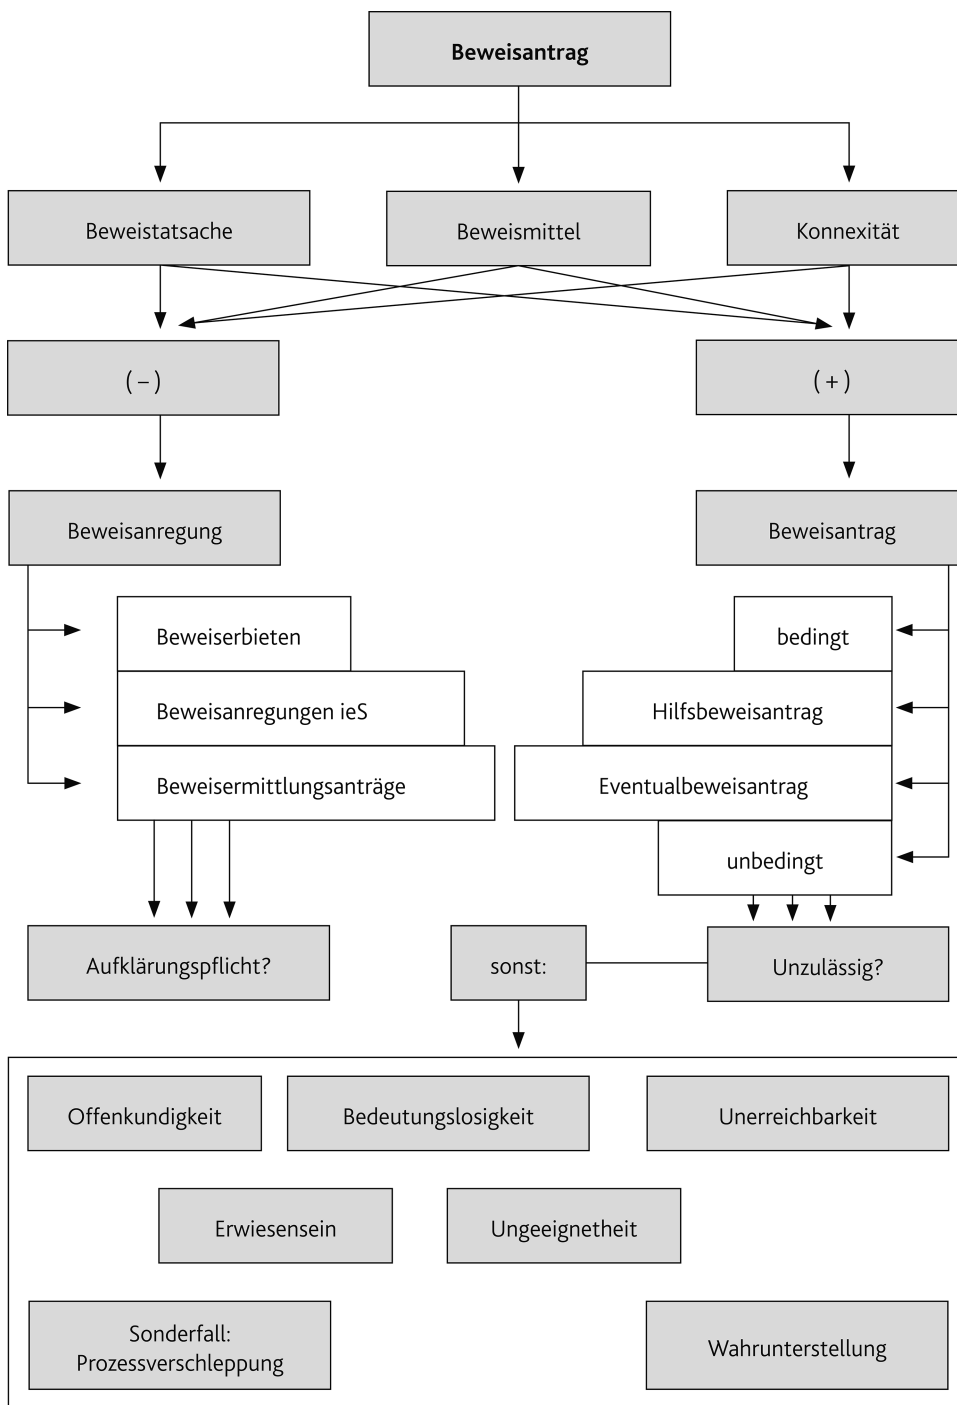 Beweisantrag
Beweistatsache
Beweismittel
Konnexität
( – )
( + )
Beweisanregung
Beweisantrag
Beweiserbieten
bedingt
Beweisanregungen ieS
Hilfsbeweisantrag
Beweisermittlungsanträge
Eventualbeweisantrag
unbedingt
Aufklärungspflicht?
sonst:
Unzulässig?
Offenkundigkeit
Bedeutungslosigkeit
Unerreichbarkeit
Erwiesensein
Ungeeignetheit
Sonderfall:
Prozessverschleppung
Wahrunterstellung